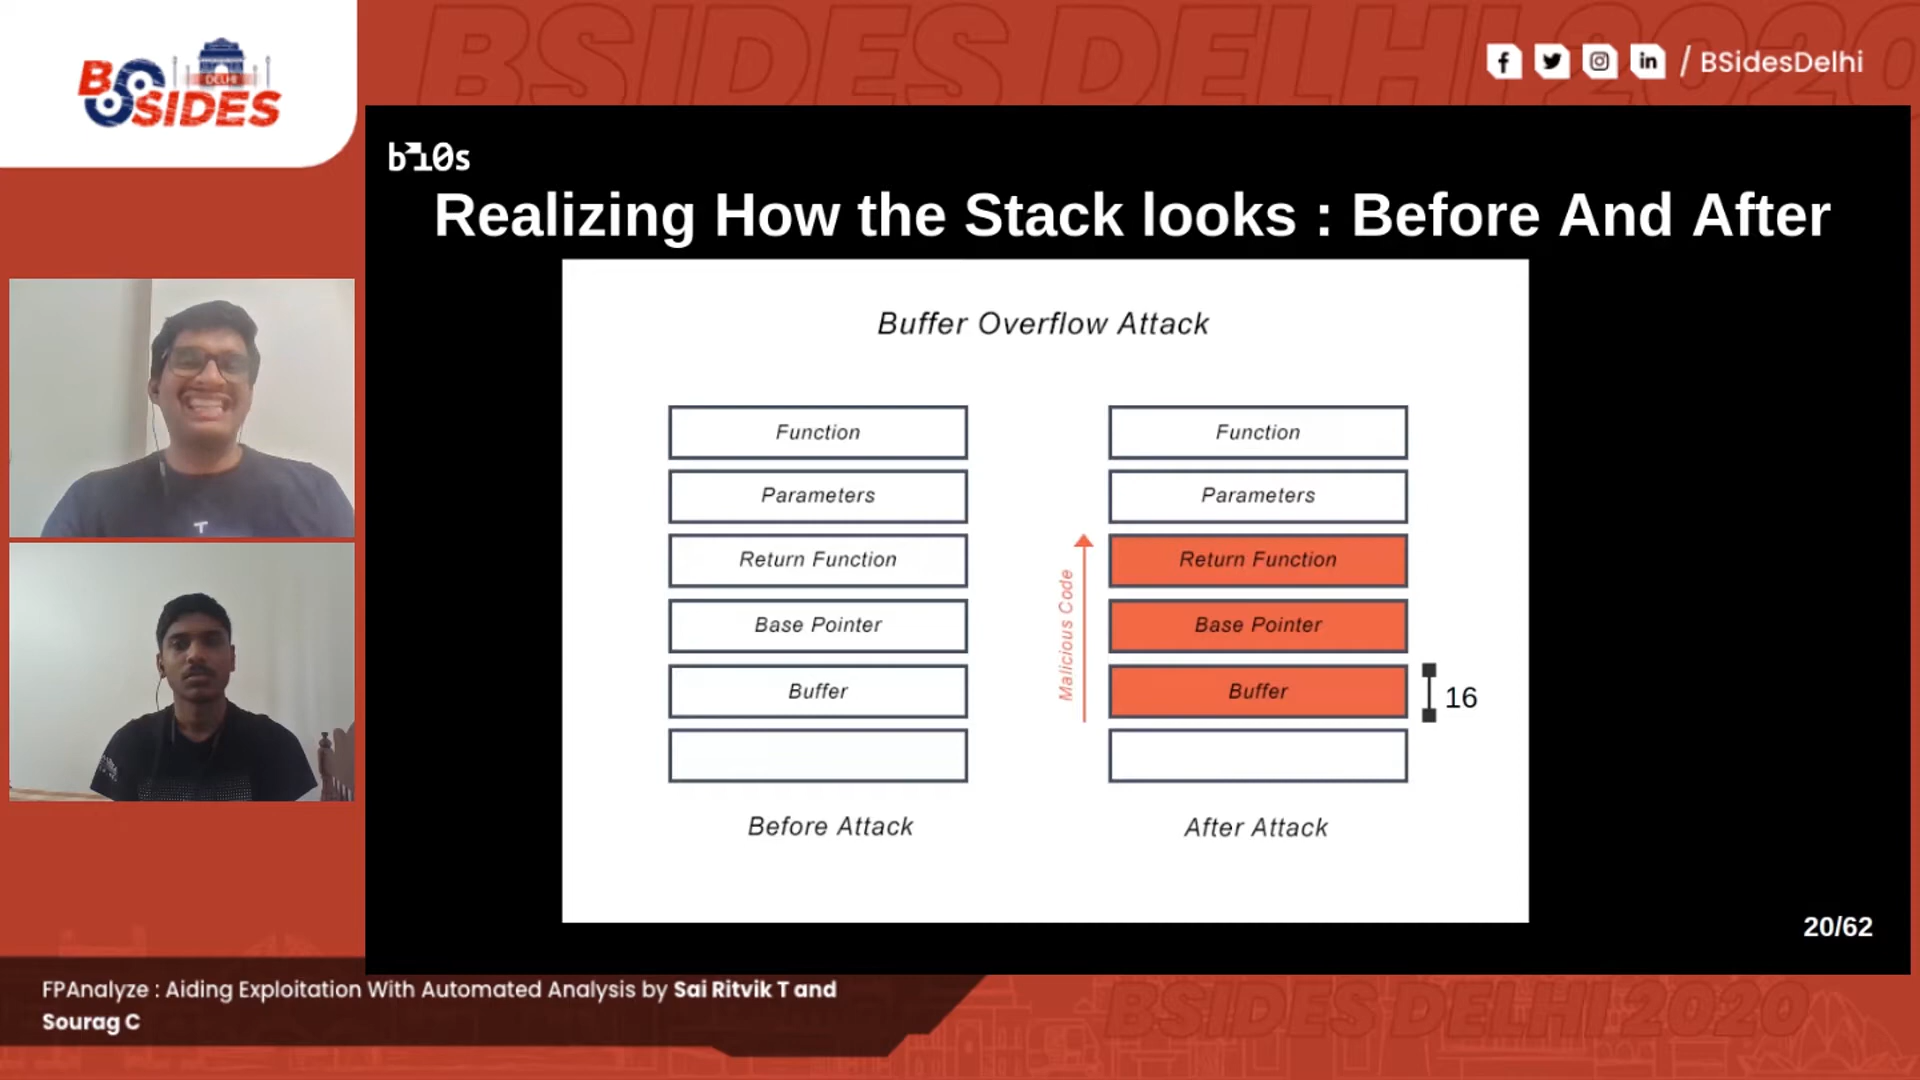 BSIDES DELHI 2020
B SIDES
DELHI
/ BSidesDelhi
bi0s
Realizing How the Stack looks : Before And After
Buffer Overflow Attack
Function
Parameters
Return Function
Base Pointer
Buffer
Before Attack
Malicious Code
Function
Parameters
Return Function
Base Pointer
Buffer
16
After Attack
20/62
FPAnalyze : Aiding Exploitation With Automated Analysis by Sai Ritvik T and
Sourag C
BSIDES DELHI 2020